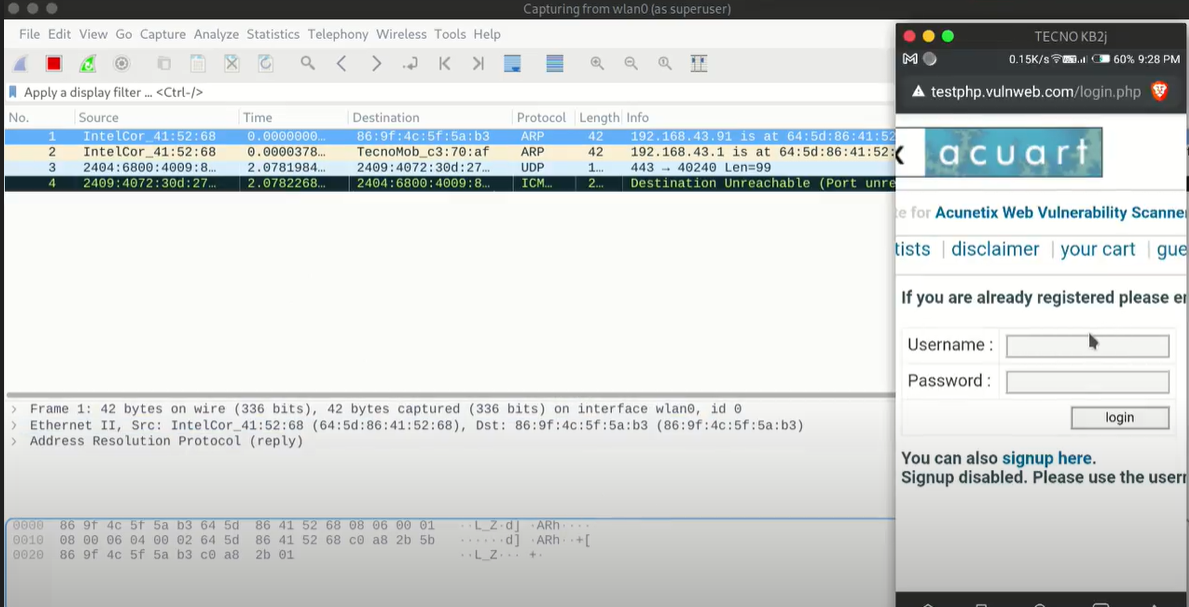 Capturing from wlan0 (as superuser)
File Edit View Go Capture Analyze Statistics Telephony Wireless Tools Help
Apply a display filter … <Ctrl-/>
No. Source Time Destination Protocol Length Info
1 IntelCor_41:52:68 0.0000000… 86:9f:4c:5f:5a:b3 ARP 42 192.168.43.91 is at 64:5d:86:41:52
2 IntelCor_41:52:68 0.0000378… TecnoMob_c3:70:af ARP 42 192.168.43.1 is at 64:5d:86:41:52:
3 2404:6800:4009:8… 2.0781984… 2409:4072:30d:27… UDP 1… 443 → 40240 Len=99
4 2409:4072:30d:27… 2.0782268… 2404:6800:4009:8… ICM… 2… Destination Unreachable (Port unre
Frame 1: 42 bytes on wire (336 bits), 42 bytes captured (336 bits) on interface wlan0, id 0
Ethernet II, Src: IntelCor_41:52:68 (64:5d:86:41:52:68), Dst: 86:9f:4c:5f:5a:b3 (86:9f:4c:5f:5a:b3)
Address Resolution Protocol (reply)
0000 86 9f 4c 5f 5a b3 64 5d 86 41 52 68 08 06 00 01 ··L_Z·d] ·ARh····
0010 08 00 06 04 00 02 64 5d 86 41 52 68 c0 a8 2b 5b ······d] ·ARh··+[
0020 86 9f 4c 5f 5a b3 c0 a8 2b 01 ··L_Z··· +·
TECNO KB2j
0.15K/s 60% 9:28 PM
testphp.vulnweb.com/login.php
acuart
te for Acunetix Web Vulnerability Scanne
tists | disclaimer | your cart | gue
If you are already registered please e
Username :
Password :
login
You can also signup here.
Signup disabled. Please use the user